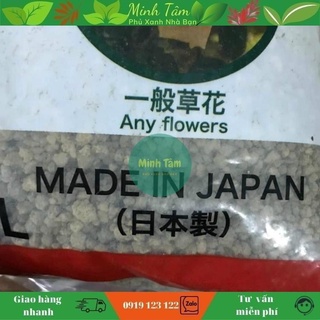 Minh Tâm
Phủ Xanh Nhà Bạn
一般草花
Any flowers
Minh Tâm
MADE IN JAPAN
L
(日本製)
Giao hàng
nhanh
0919 123 122
Zalo
Tư vấn
miễn phí